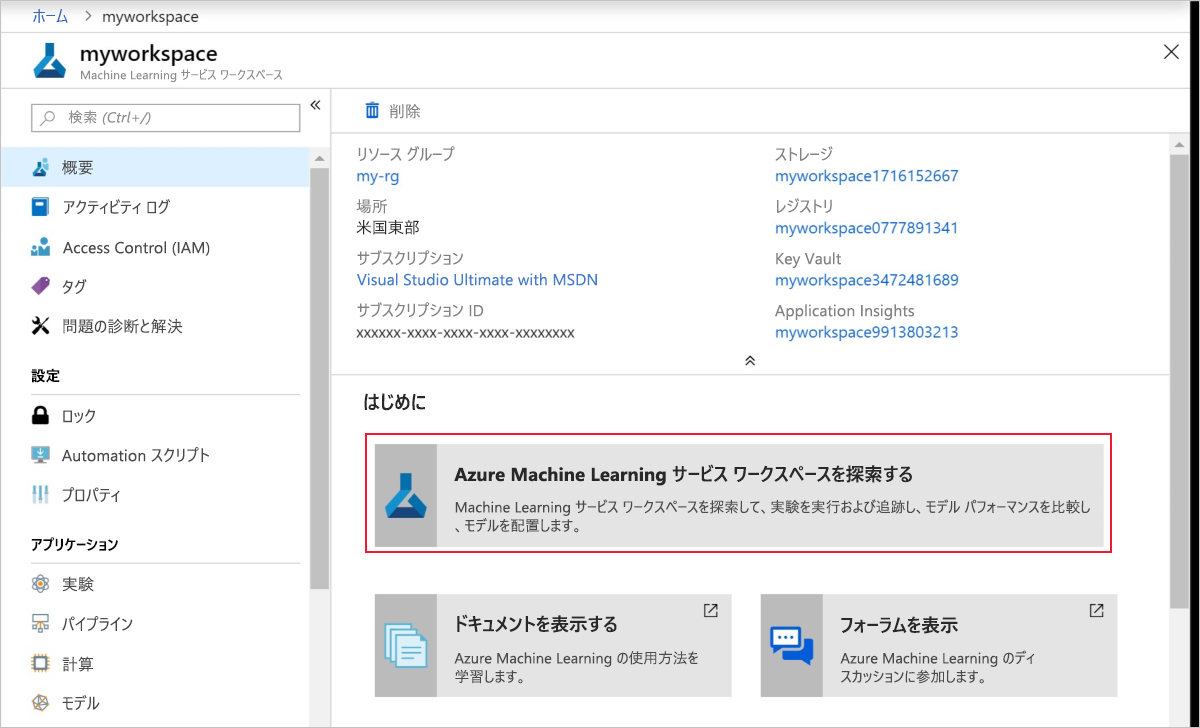 ホーム > myworkspace
myworkspace
Machine Learning サービス ワークスペース
検索 (Ctrl+/)
概要
アクティビティ ログ
Access Control (IAM)
タグ
問題の診断と解決
設定
ロック
Automation スクリプト
プロパティ
アプリケーション
実験
パイプライン
計算
モデル
削除
リソース グループ
my-rg
場所
米国東部
サブスクリプション
Visual Studio Ultimate with MSDN
サブスクリプション ID
xxxxxx-xxxx-xxxx-xxxx-xxxxxxxx
ストレージ
myworkspace1716152667
レジストリ
myworkspace0777891341
Key Vault
myworkspace3472481689
Application Insights
myworkspace9913803213
はじめに
Azure Machine Learning サービス ワークスペースを探索する
Machine Learning サービス ワークスペースを探索して、実験を実行および追跡し、モデル パフォーマンスを比較し
、モデルを配置します。
ドキュメントを表示する
Azure Machine Learning の使用方法を
学習します。
フォーラムを表示
Azure Machine Learning のディ
スカッションに参加します。